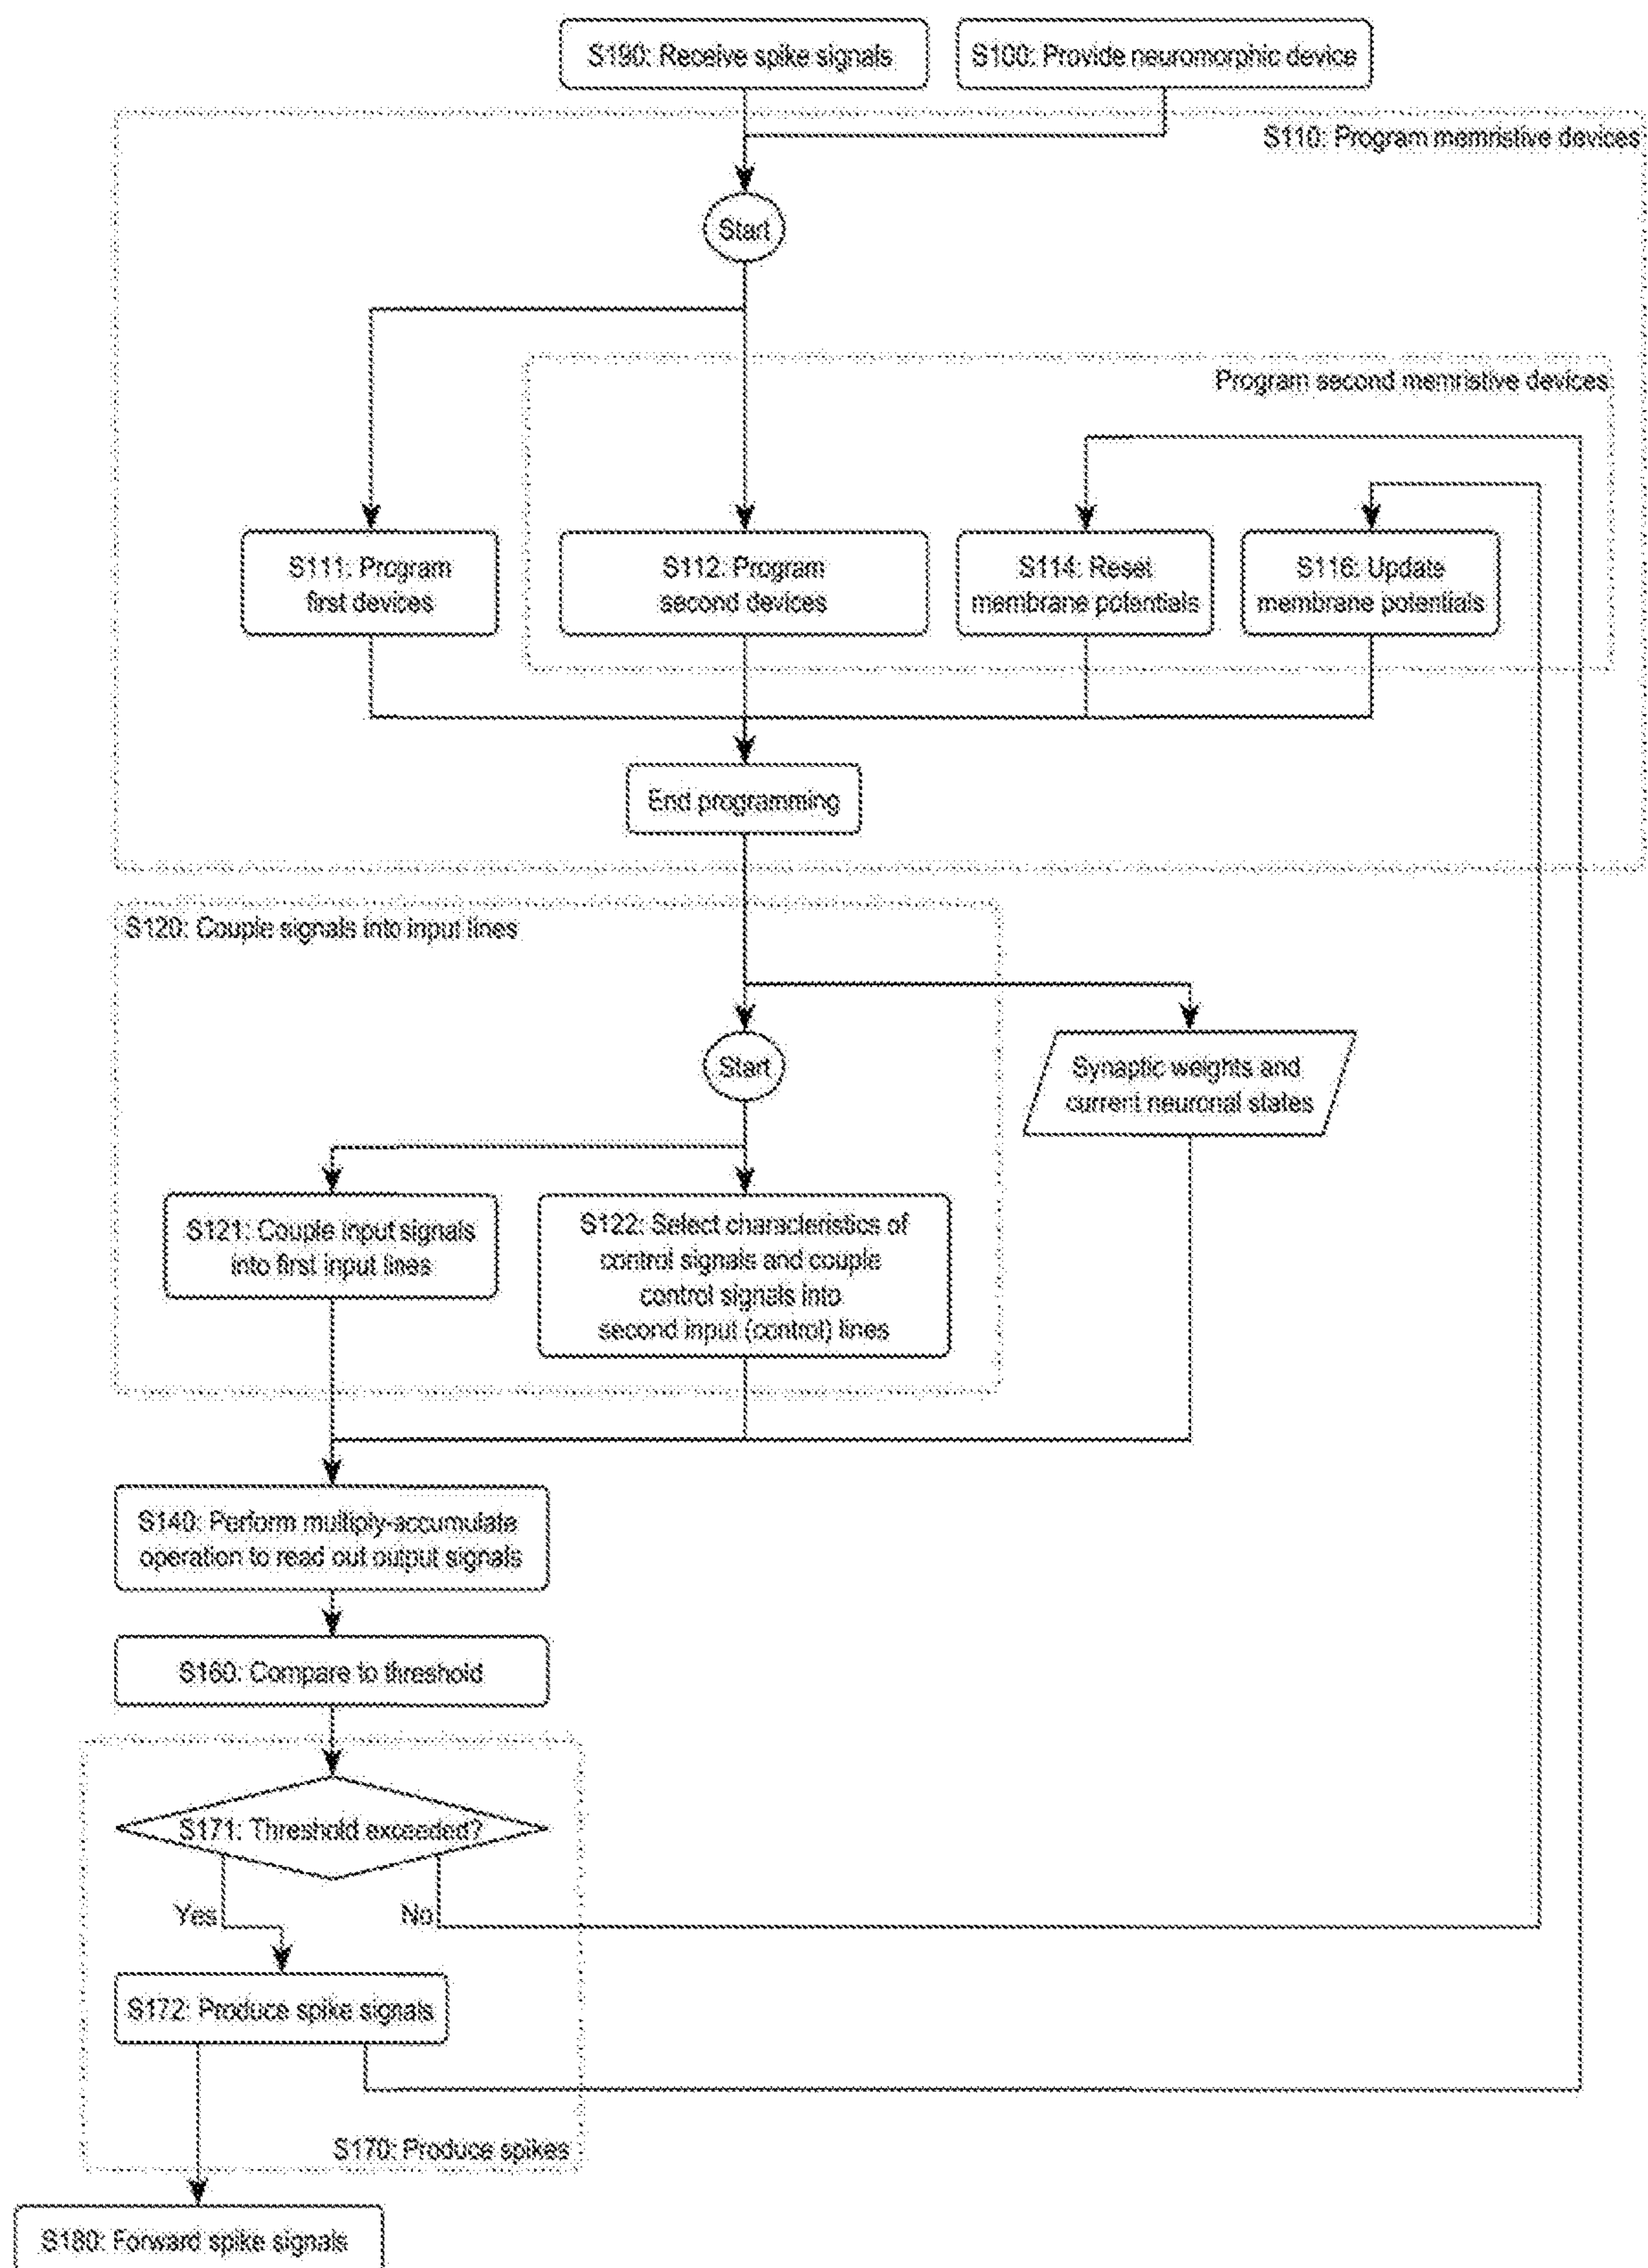 S190: Receive spike signals
S100: Provide neuromorphic device
S110: Program memristive devices
Start
Program second memristive devices
S111: Program
first devices
S112: Program
second devices
S114: Reset
membrane potentials
S116: Update
membrane potentials
End programming
S120: Couple signals into input lines
Start
Synaptic weights and
current neuronal states
S121: Couple input signals
into first input lines
S122: Select characteristics of
control signals and couple
control signals into
second input (control) lines
S140: Perform multiply-accumulate
operation to read out output signals
S160: Compare to threshold
S171: Threshold exceeded?
Yes
No
S172: Produce spike signals
S170: Produce spikes
S180: Forward spike signals